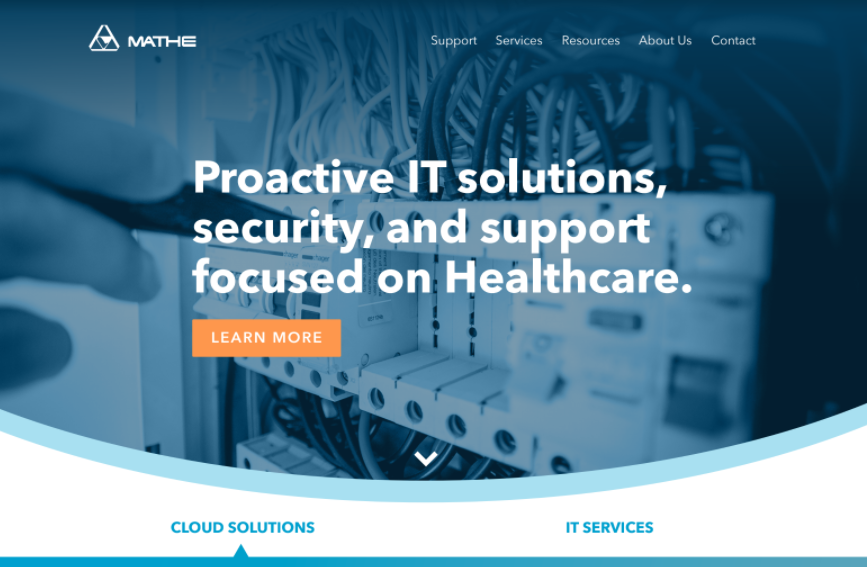 MATHE
Support Services Resources About Us Contact
Proactive IT solutions,
security, and support
focused on Healthcare.
LEARN MORE
CLOUD SOLUTIONS IT SERVICES